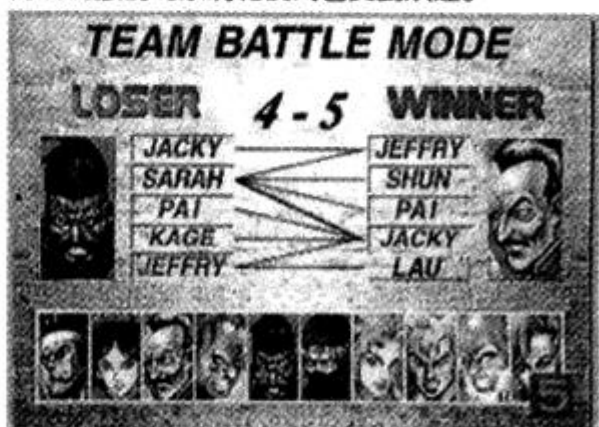 TEAM BATTLE MODE
LOSER 4 - 5 WINNER
JACKY JEFFRY
SARAH SHUN
PAI PAI
KAGE JACKY
JEFFRY LAU
5